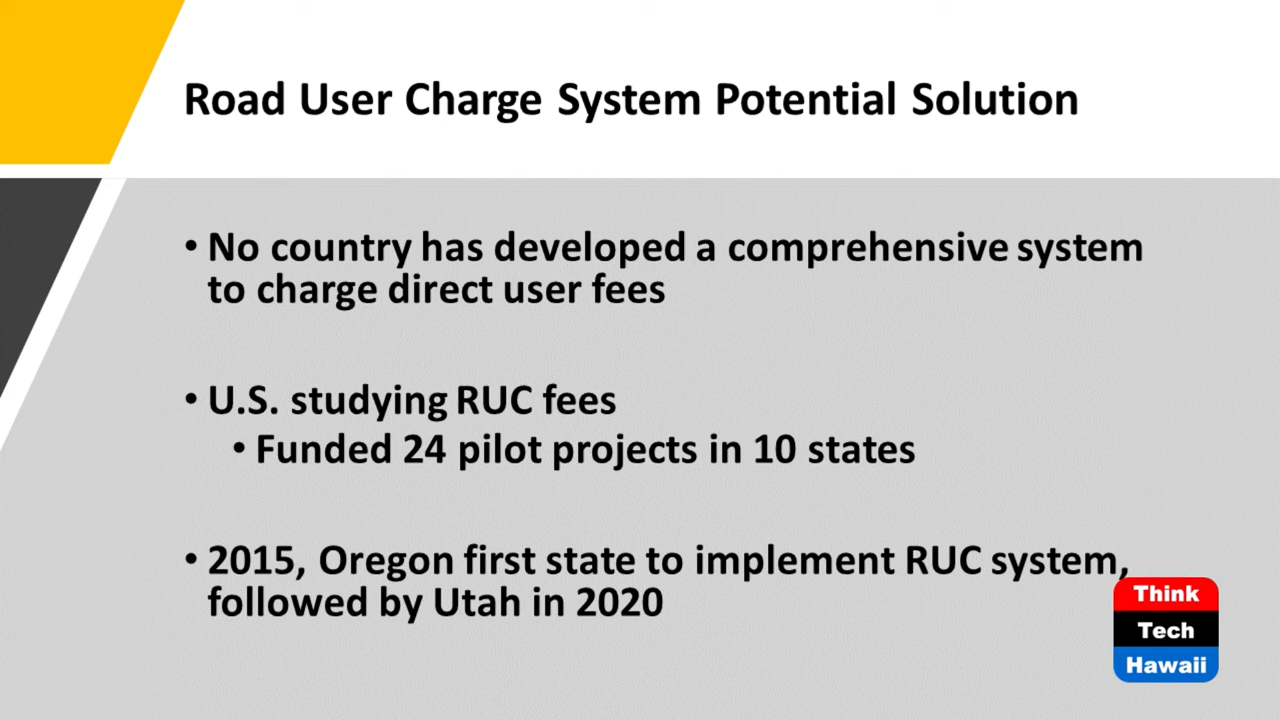 Road User Charge System Potential Solution
• No country has developed a comprehensive system
to charge direct user fees
• U.S. studying RUC fees
• Funded 24 pilot projects in 10 states
• 2015, Oregon first state to implement RUC system,
followed by Utah in 2020
Think
Tech
Hawaii